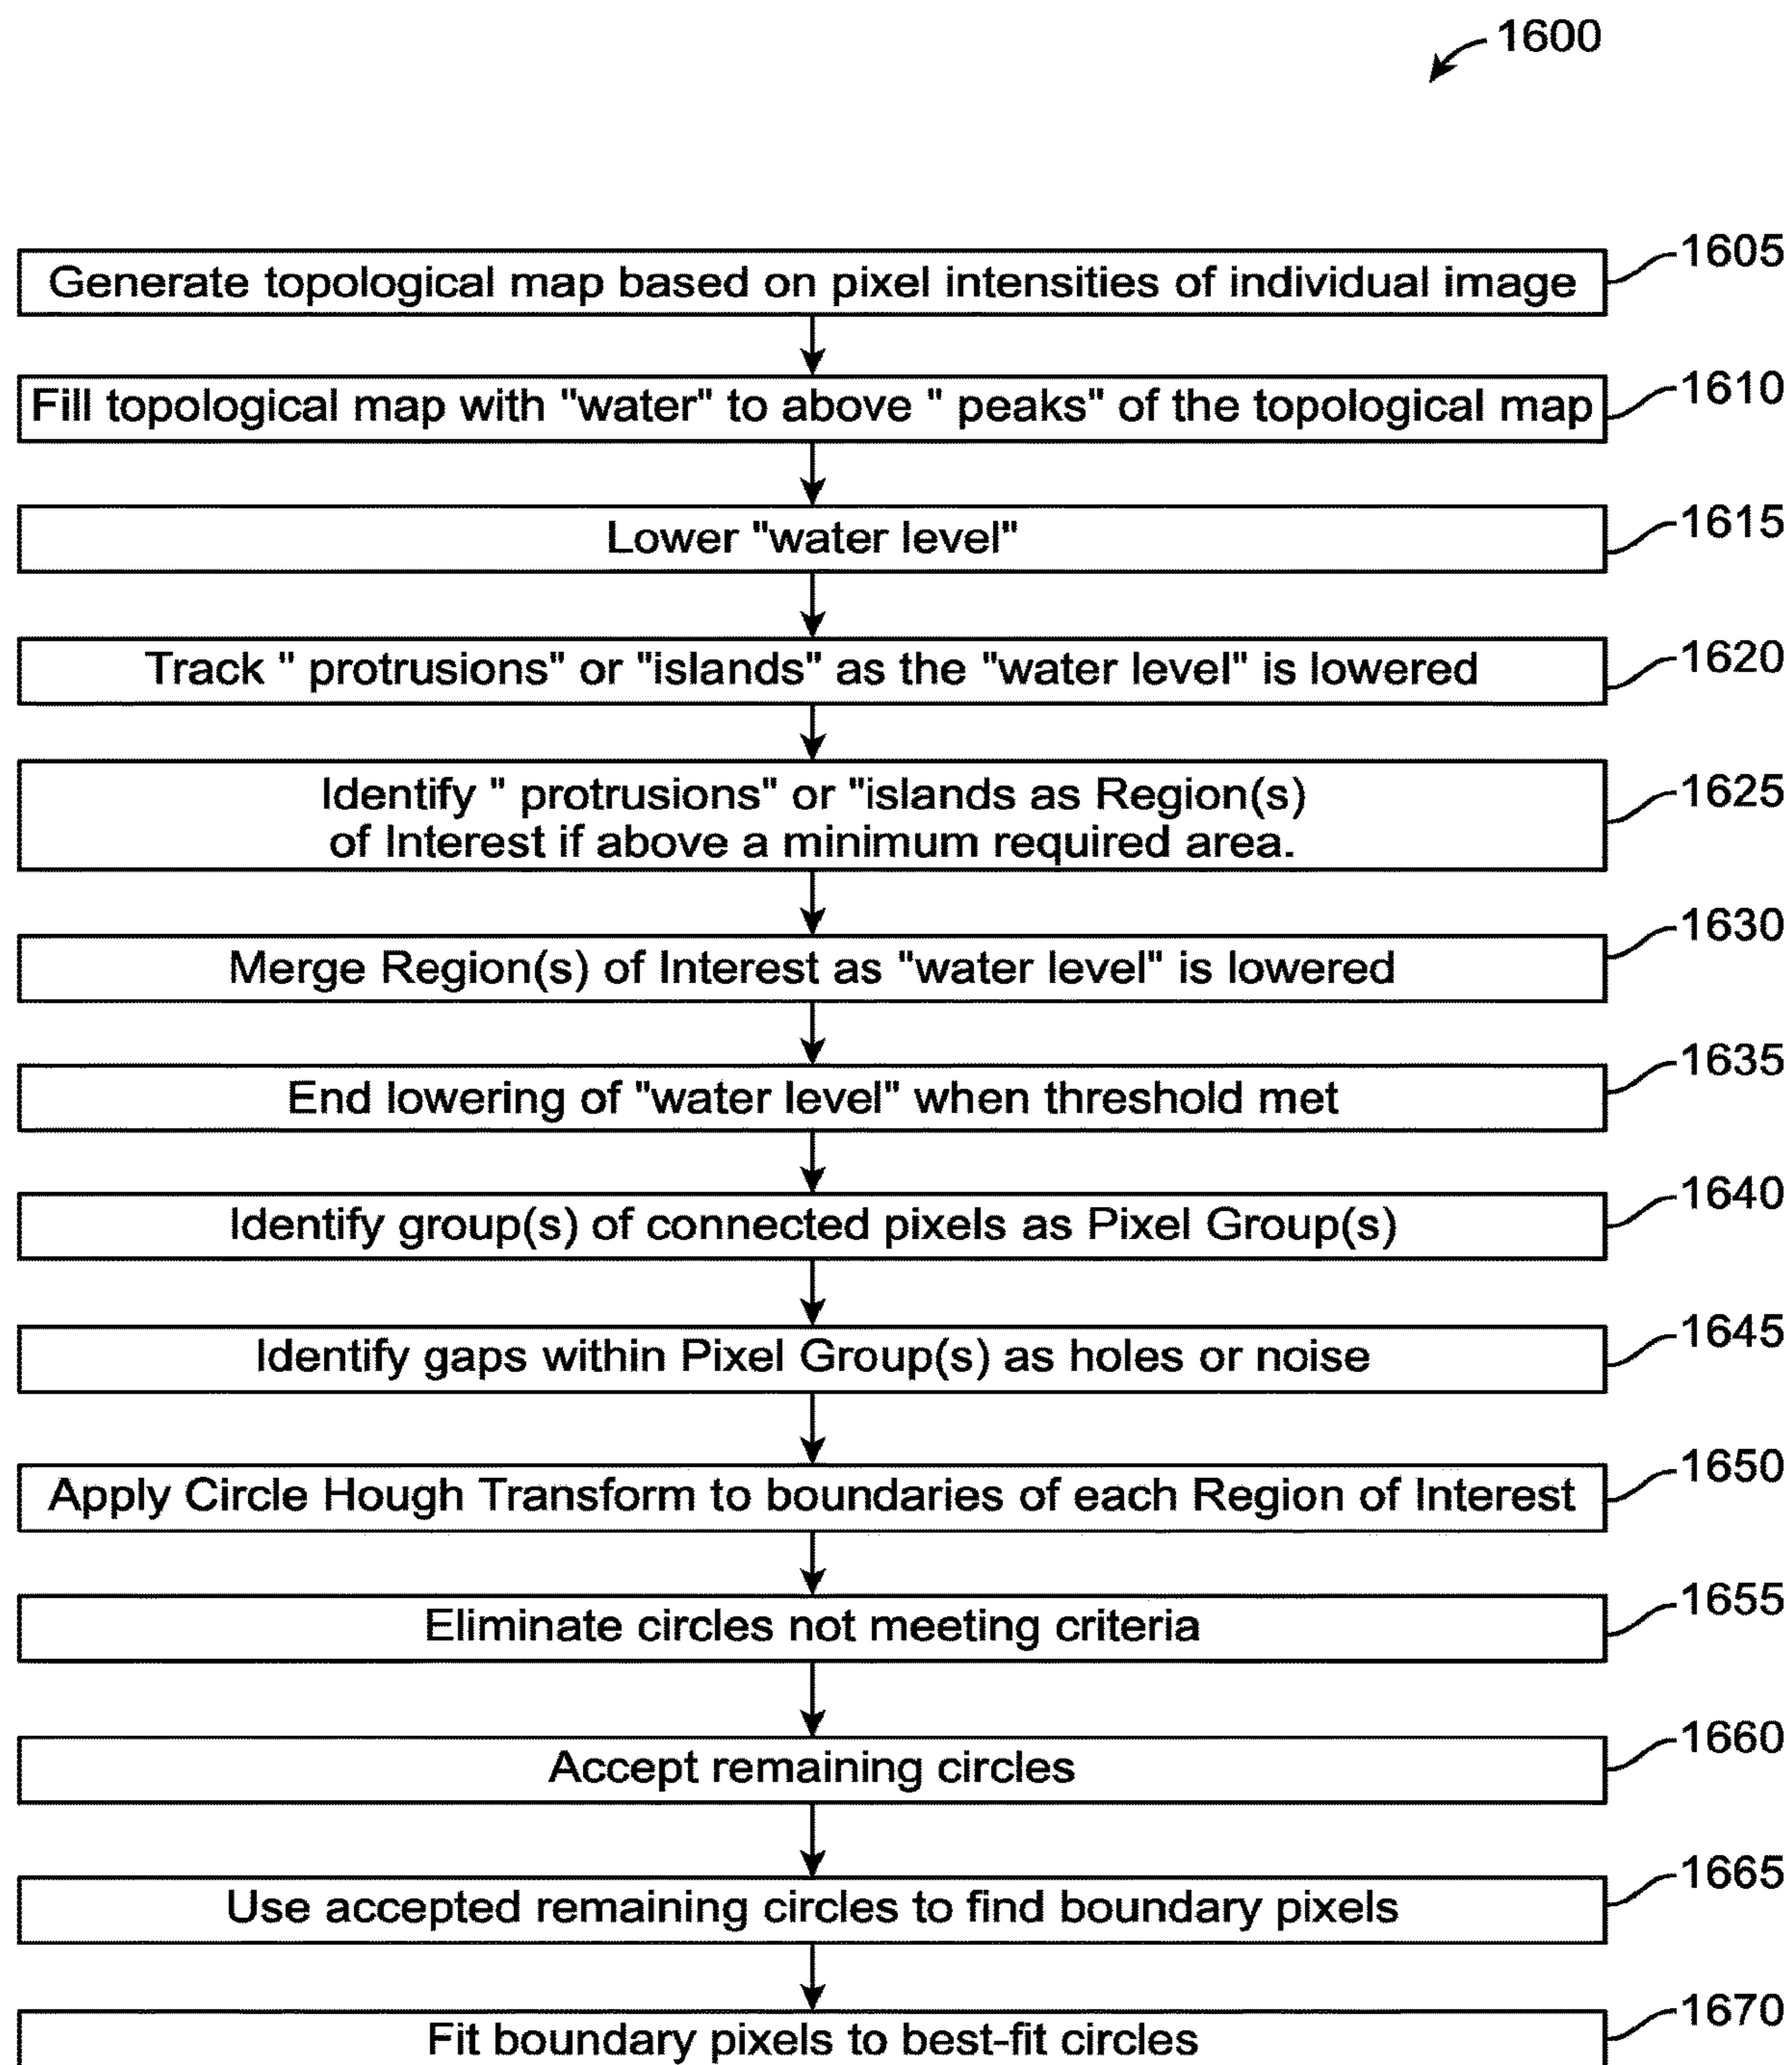 1600
Generate topological map based on pixel intensities of individual image
1605
Fill topological map with "water" to above " peaks" of the topological map
1610
Lower "water level"
1615
Track " protrusions" or "islands" as the "water level" is lowered
1620
Identify " protrusions" or "islands as Region(s)
of Interest if above a minimum required area.
1625
Merge Region(s) of Interest as "water level" is lowered
1630
End lowering of "water level" when threshold met
1635
Identify group(s) of connected pixels as Pixel Group(s)
1640
Identify gaps within Pixel Group(s) as holes or noise
1645
Apply Circle Hough Transform to boundaries of each Region of Interest
1650
Eliminate circles not meeting criteria
1655
Accept remaining circles
1660
Use accepted remaining circles to find boundary pixels
1665
Fit boundary pixels to best-fit circles
1670